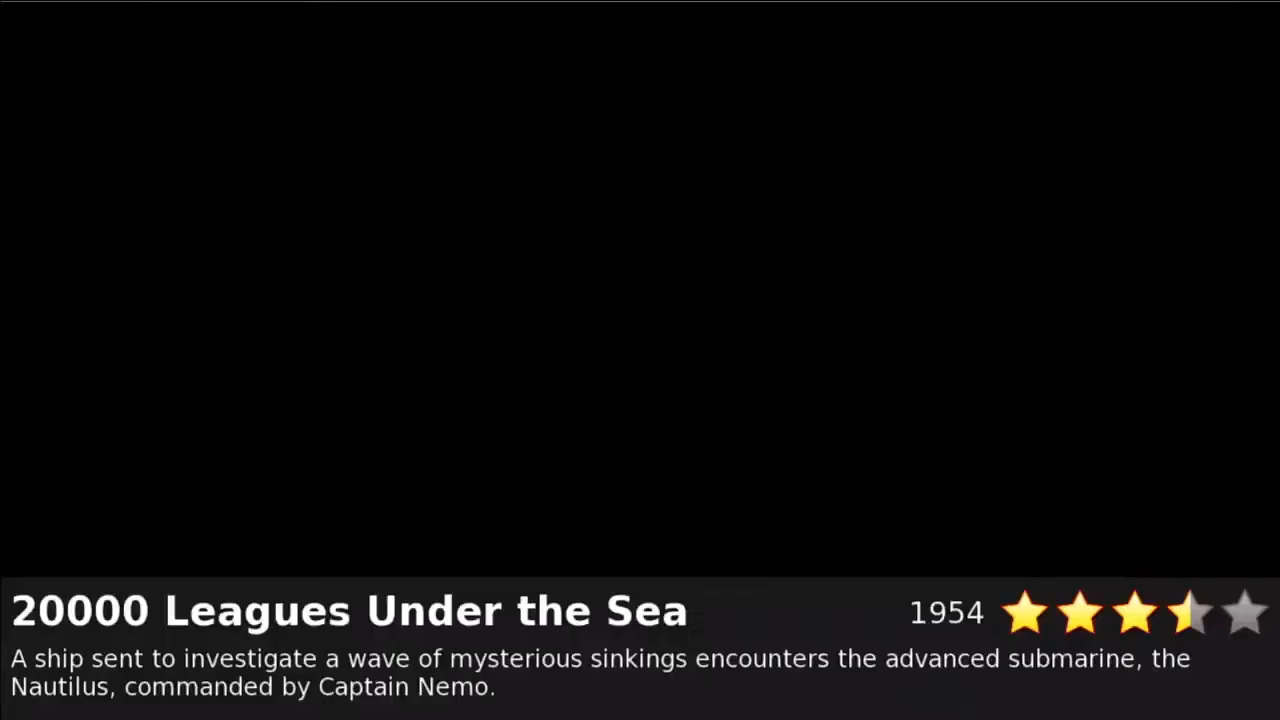 20000 Leagues Under the Sea 1954
A ship sent to investigate a wave of mysterious sinkings encounters the advanced submarine, the
Nautilus, commanded by Captain Nemo.